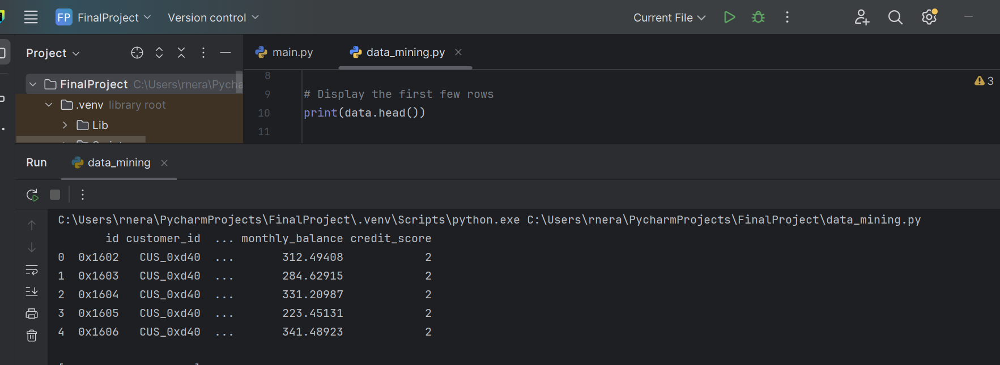 FP FinalProject Version control Current File
Project
main.py data_mining.py
FinalProject C:\Users\rnera\Pycha
.venv library root
Lib
8
9 # Display the first few rows
10 print(data.head())
11
3
Run data_mining
C:\Users\rnera\PycharmProjects\FinalProject\.venv\Scripts\python.exe C:\Users\rnera\PycharmProjects\FinalProject\data_mining.py
id customer_id ... monthly_balance credit_score
0 0x1602 CUS_0xd40 ... 312.49408 2
1 0x1603 CUS_0xd40 ... 284.62915 2
2 0x1604 CUS_0xd40 ... 331.20987 2
3 0x1605 CUS_0xd40 ... 223.45131 2
4 0x1606 CUS_0xd40 ... 341.48923 2